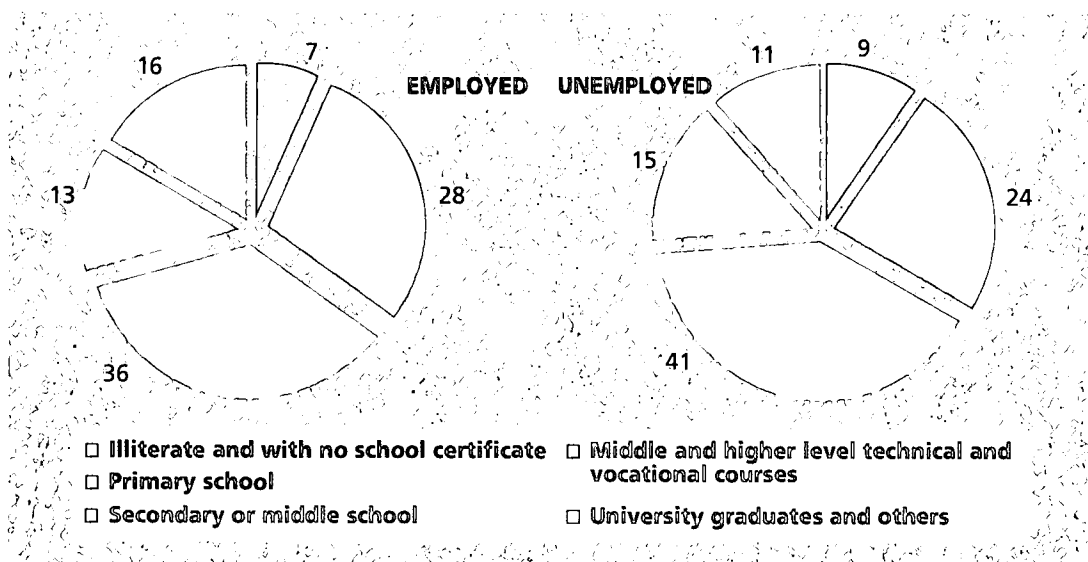 7
16
EMPLOYED
13
28
36
UNEMPLOYED
11
9
15
24
41
Illiterate and with no school certificate
Primary school
Secondary or middle school
Middle and higher level technical and
vocational courses
University graduates and others